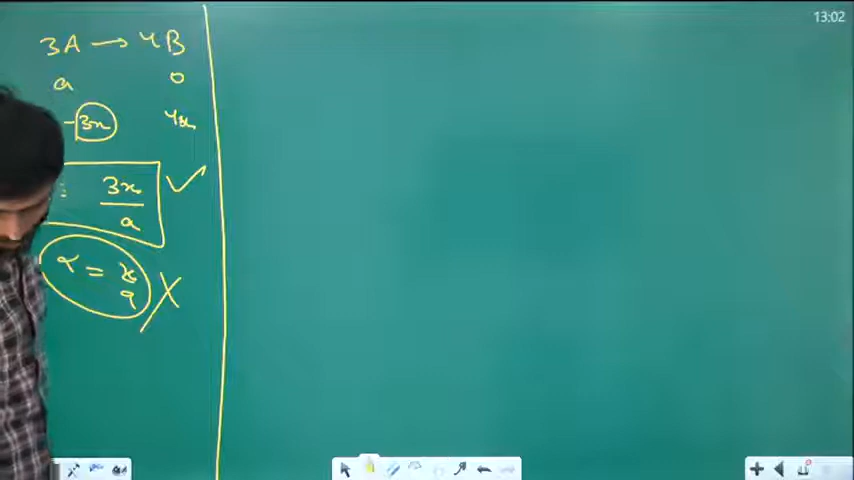 13:02
3A → 4B
a 0
-3x 4x
= 3x/a ✓
α = x/a X